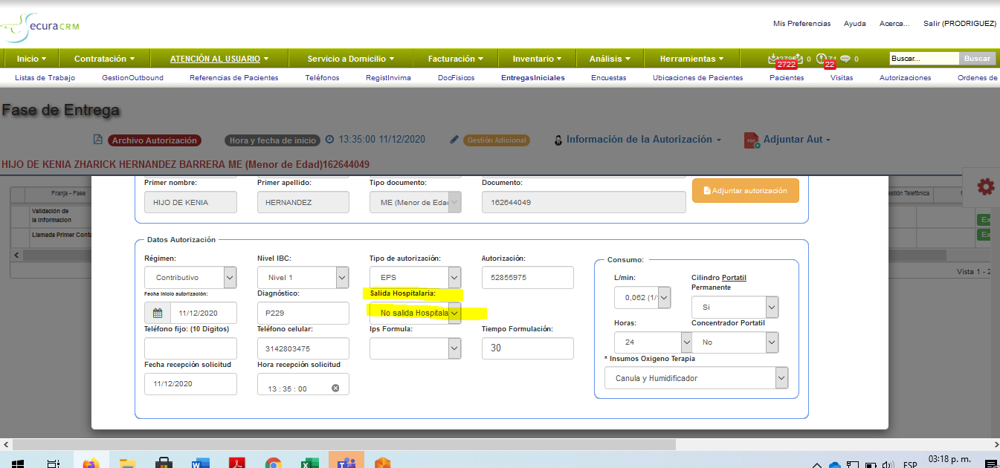 ecura CRM
Mis Preferencias Ayuda Acerca... Salir (PRODRIGUEZ)
Inicio Contratación ATENCIÓN AL USUARIO Servicio a Domicilio Facturación Inventario Análisis Herramientas 0 0 Buscar... Buscar
2722 22
Listas de Trabajo GestionOutbound Referencias de Pacientes Teléfonos RegistInvima DocFisicos EntregasIniciales Encuestas Ubicaciones de Pacientes Pacientes Visitas Autorizaciones Ordenes de
Fase de Entrega
Archivo Autorización Hora y fecha de inicio 13:35:00 11/12/2020 Gestión Adicional Información de la Autorización Adjuntar Aut
HIJO DE KENIA ZHARICK HERNANDEZ BARRERA ME (Menor de Edad)162644049
Franja - Fase
Validación de
la Informacion
Llamada Primer Conta
estión Telefónica
Ex
Ex
Vista 1 - 2
Primer nombre: Primer apellido: Tipo documento: Documento:
HIJO DE KENIA HERNANDEZ ME (Menor de Edad 162644049 Adjuntar autorización
Datos Autorización
Régimen: Nivel IBC: Tipo de autorización: Autorización:
Contributivo Nivel 1 EPS 52855975
Fecha Inicio autorización: Diagnóstico: Salida Hospitalaria:
11/12/2020 P229 No salida Hospitala
Teléfono fijo: (10 Digitos) Teléfono celular: Ips Formula: Tiempo Formulación:
3142803475 30
Fecha recepción solicitud Hora recepción solicitud
11/12/2020 13 : 35 : 00
Consumo:
L/min: Cilindro Portatil
Permanente
0,062 (1/ Si
Horas: Concentrador Portatil
24 No
* Insumos Oxigeno Terapia
Canula y Humidificador
ESP 03:18 p. m.